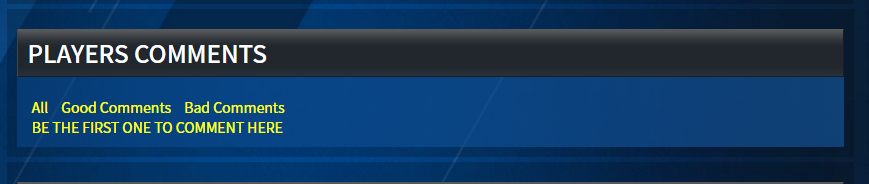 PLAYERS COMMENTS
All Good Comments Bad Comments
BE THE FIRST ONE TO COMMENT HERE